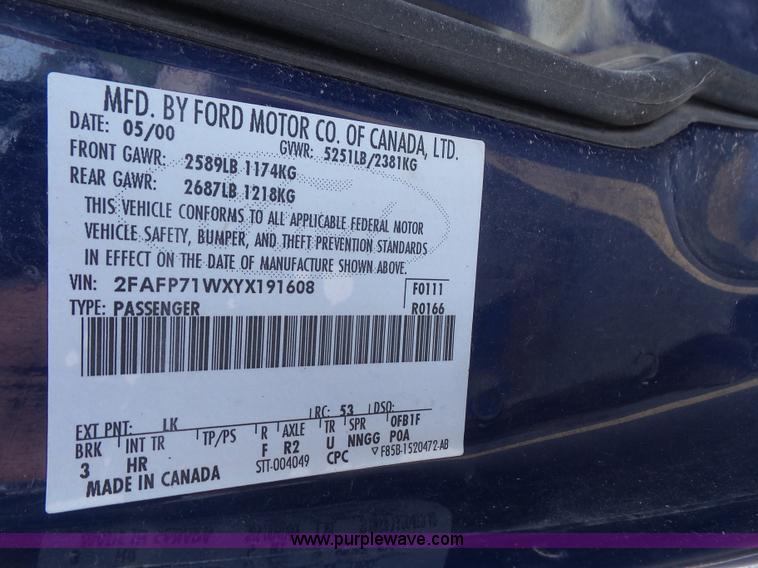 MFD. BY FORD MOTOR CO. OF CANADA, LTD.
DATE: 05/00 GVWR: 5251LB/2381KG
FRONT GAWR: 2589LB 1174KG
REAR GAWR: 2687LB 1218KG
THIS VEHICLE CONFORMS TO ALL APPLICABLE FEDERAL MOTOR
VEHICLE SAFETY, BUMPER, AND THEFT PREVENTION STANDARDS
IN EFFECT ON THE DATE OF MANUFACTURE SHOWN ABOVE.
VIN: 2FAFP71WXYX191608 F0111
TYPE: PASSENGER R0166
EXT PNT: LK RC: 53 DSO:
BRK INT TR TP/PS R AXLE TR SPR 0FB1F
3 HR F R2 U NNGG POA
MADE IN CANADA STT-004049 CPC F85B-1520472-AB
www.purplewave.com